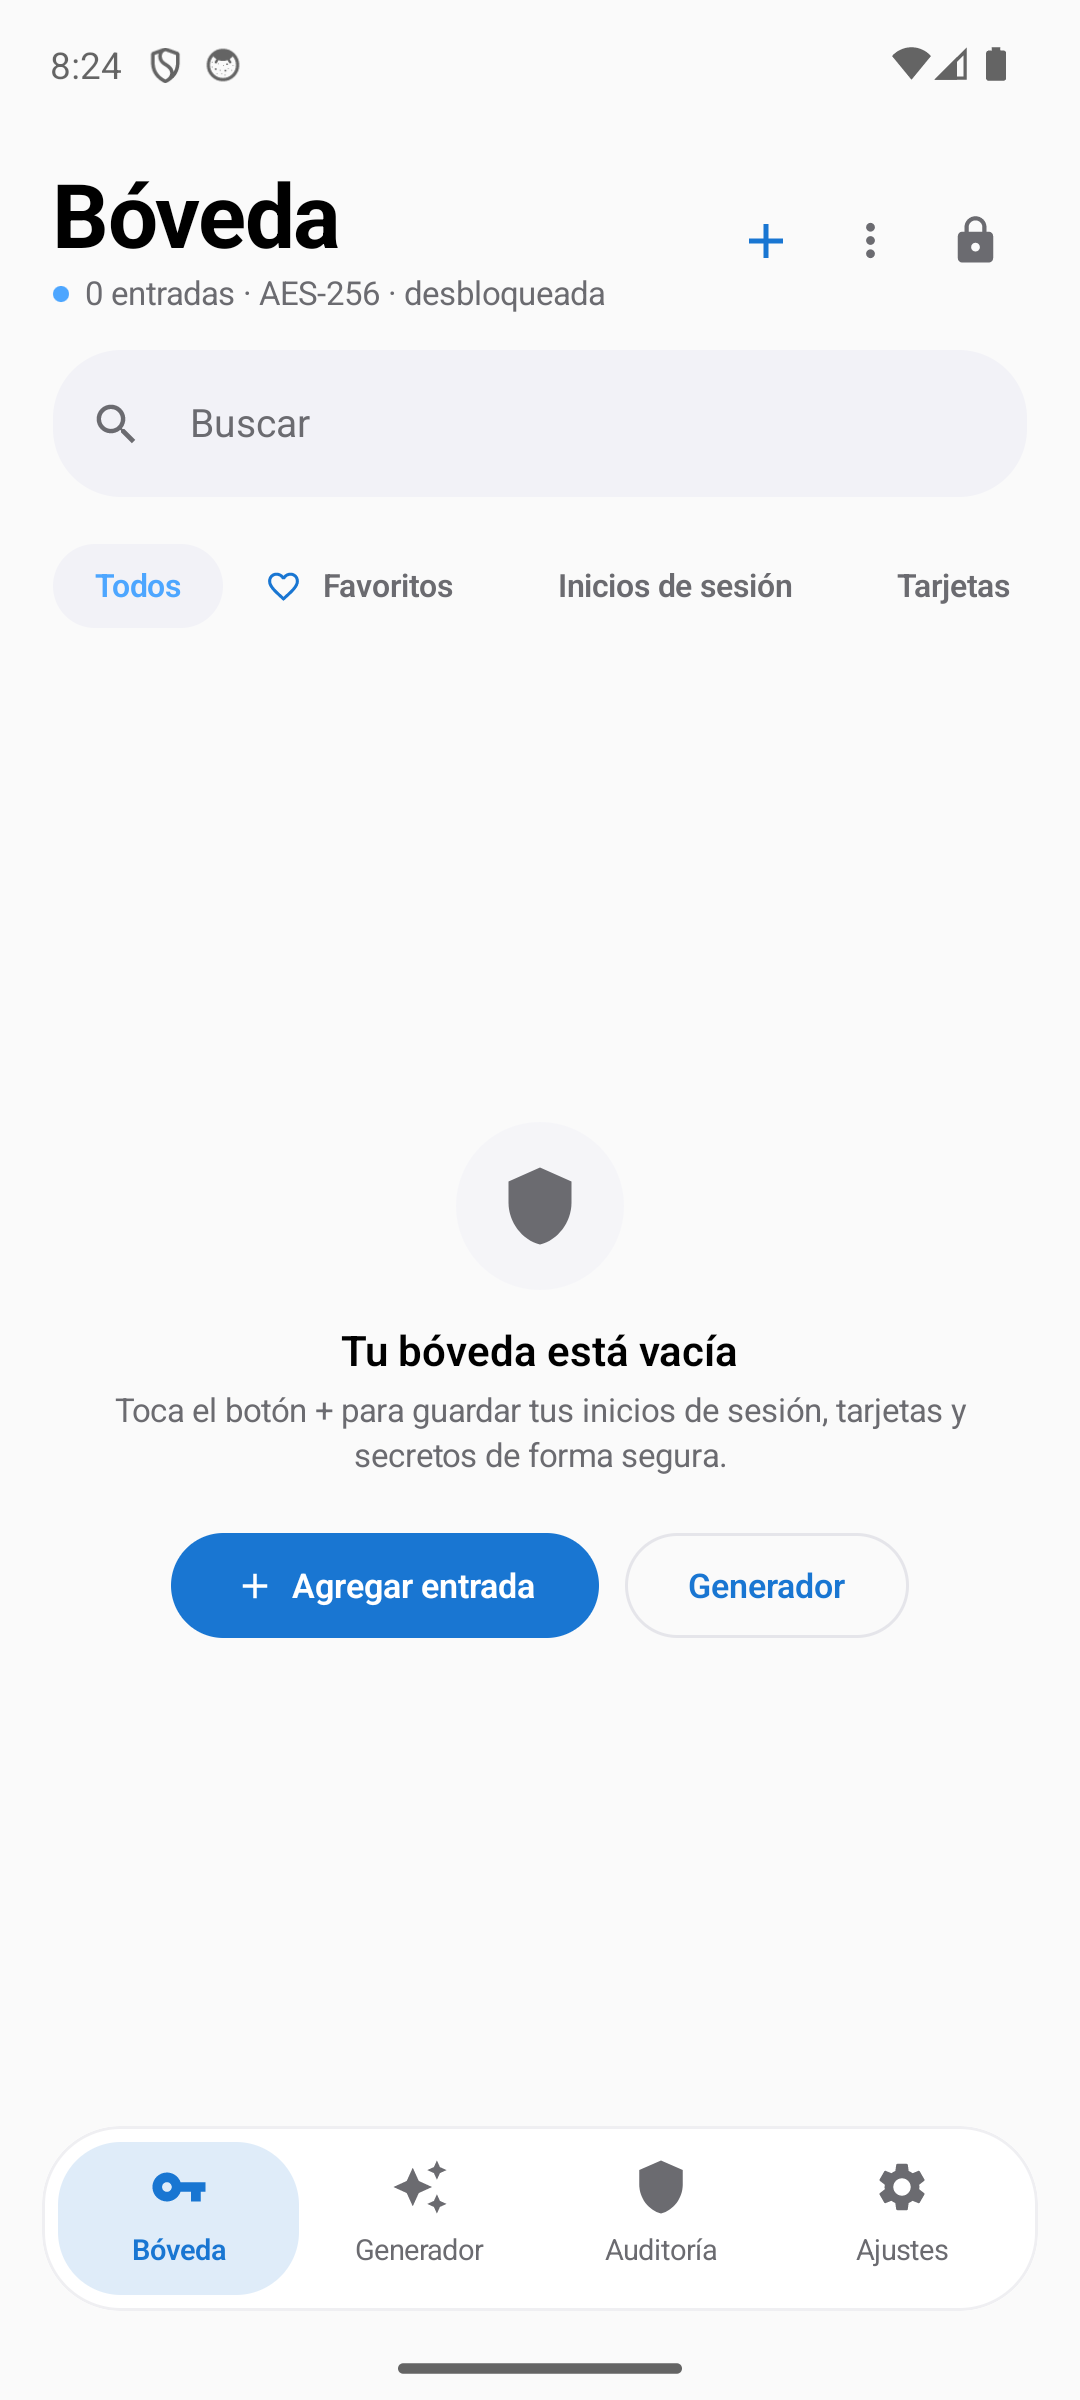 8:24
Bóveda
0 entradas · AES-256 · desbloqueada
Buscar
Todos
Favoritos
Inicios de sesión
Tarjetas
Tu bóveda está vacía
Toca el botón + para guardar tus inicios de sesión, tarjetas y
secretos de forma segura.
Agregar entrada
Generador
Bóveda
Generador
Auditoría
Ajustes